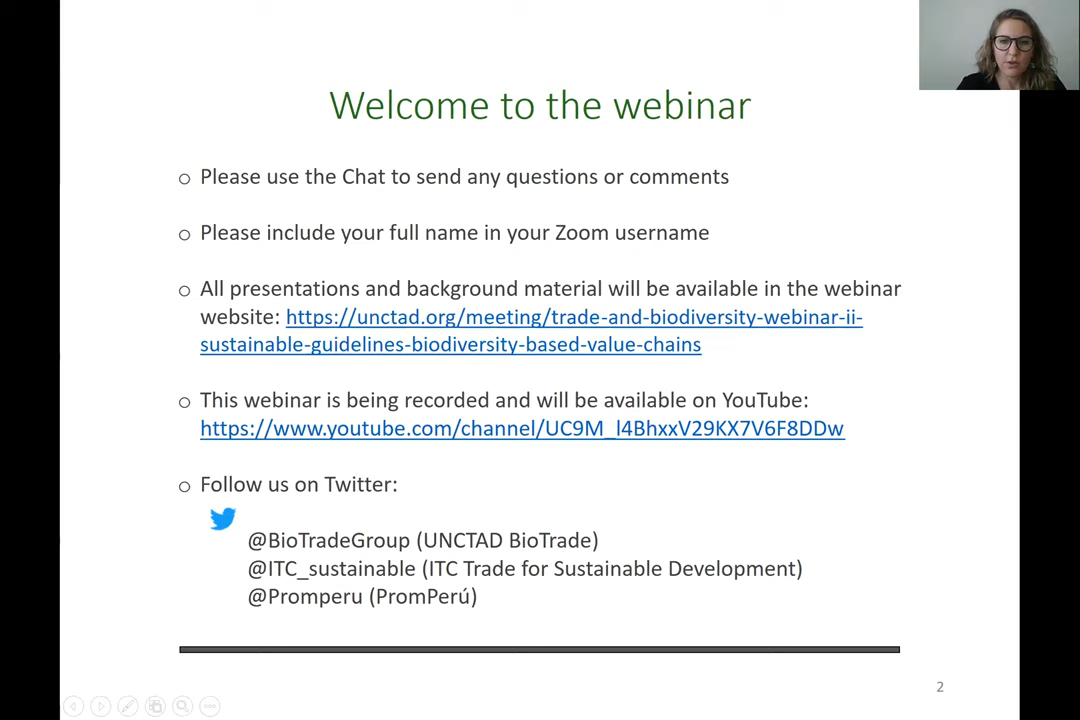 Welcome to the webinar
o Please use the Chat to send any questions or comments
o Please include your full name in your Zoom username
o All presentations and background material will be available in the webinar
website: https://unctad.org/meeting/trade-and-biodiversity-webinar-ii-
sustainable-guidelines-biodiversity-based-value-chains
o This webinar is being recorded and will be available on YouTube:
https://www.youtube.com/channel/UC9M_l4BhxxV29KX7V6F8DDw
o Follow us on Twitter:
@BioTradeGroup (UNCTAD BioTrade)
@ITC_sustainable (ITC Trade for Sustainable Development)
@Promperu (PromPerú)
2